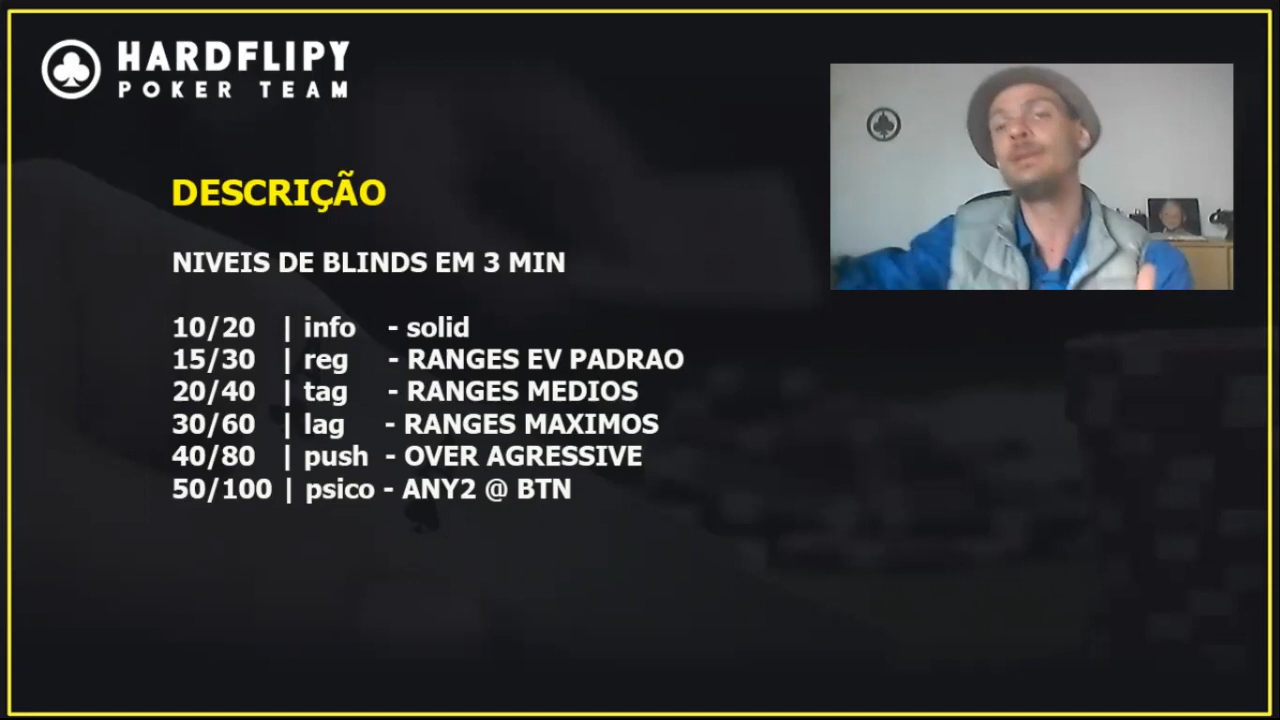 HARDFLIPY
POKER TEAM
DESCRIÇÃO
NIVEIS DE BLINDS EM 3 MIN
10/20 | info - solid
15/30 | reg - RANGES EV PADRAO
20/40 | tag - RANGES MEDIOS
30/60 | lag - RANGES MAXIMOS
40/80 | push - OVER AGRESSIVE
50/100 | psico - ANY2 @ BTN